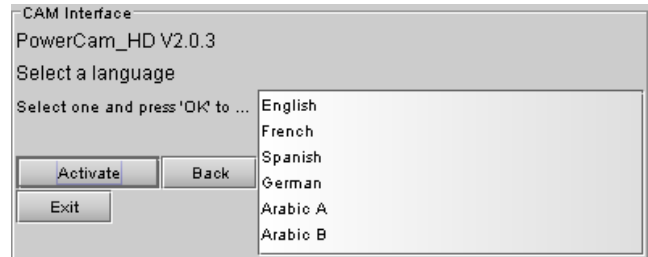 CAM Interface
PowerCam_HD V2.0.3
Select a language
Select one and press 'OK' to ...
English
French
Spanish
German
Arabic A
Arabic B
Activate
Back
Exit